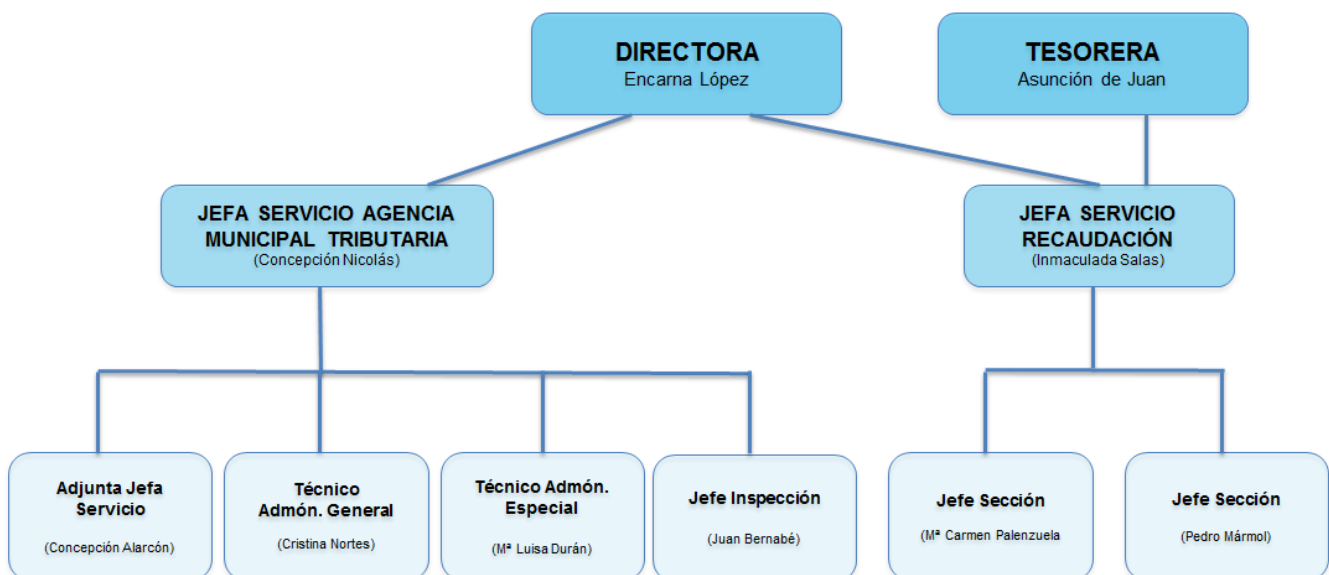 DIRECTORA
Encarna López
TESORERA
Asunción de Juan
JEFA SERVICIO AGENCIA
MUNICIPAL TRIBUTARIA
(Concepción Nicolás)
JEFA SERVICIO
RECAUDACIÓN
(Inmaculada Salas)
Adjunta Jefa
Servicio
(Concepción Alarcón)
Técnico
Admón. General
(Cristina Nortes)
Técnico Admón.
Especial
(Mª Luisa Durán)
Jefe Inspección
(Juan Bernabé)
Jefe Sección
(Mª Carmen Palenzuela
Jefe Sección
(Pedro Mármol)